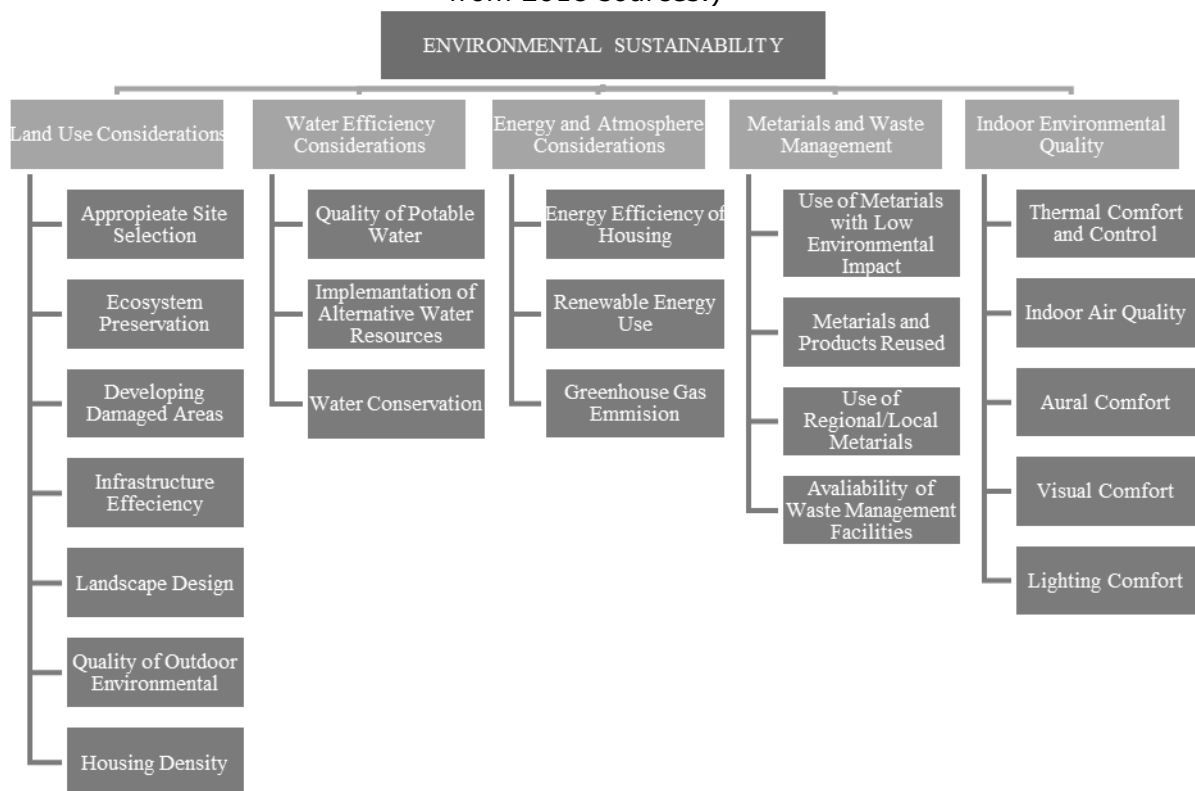 from 2018 sources.)
ENVIRONMENTAL SUSTAINABILITY
Land Use Considerations
Appropieate Site
Selection
Ecosystem
Preservation
Developing
Damaged Areas
Infrastructure
Effeciency
Landscape Design
Quality of Outdoor
Environmental
Housing Density
Water Efficiency
Considerations
Quality of Potable
Water
Implemantation of
Alternative Water
Resources
Water Conservation
Energy and Atmosphere
Considerations
Energy Efficiency of
Housing
Renewable Energy
Use
Greenhouse Gas
Emmision
Metarials and Waste
Management
Use of Metarials
with Low
Environmental
Impact
Metarials and
Products Reused
Use of
Regional/Local
Metarials
Avaliability of
Waste Management
Facilities
Indoor Environmental
Quality
Thermal Comfort
and Control
Indoor Air Quality
Aural Comfort
Visual Comfort
Lighting Comfort